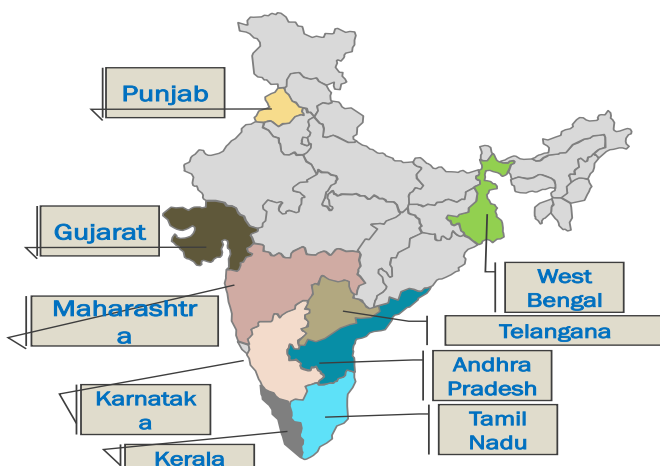 Punjab
Gujarat
Maharashtr
a
Karnatak
a
Kerala
West
Bengal
Telangana
Andhra
Pradesh
Tamil
Nadu